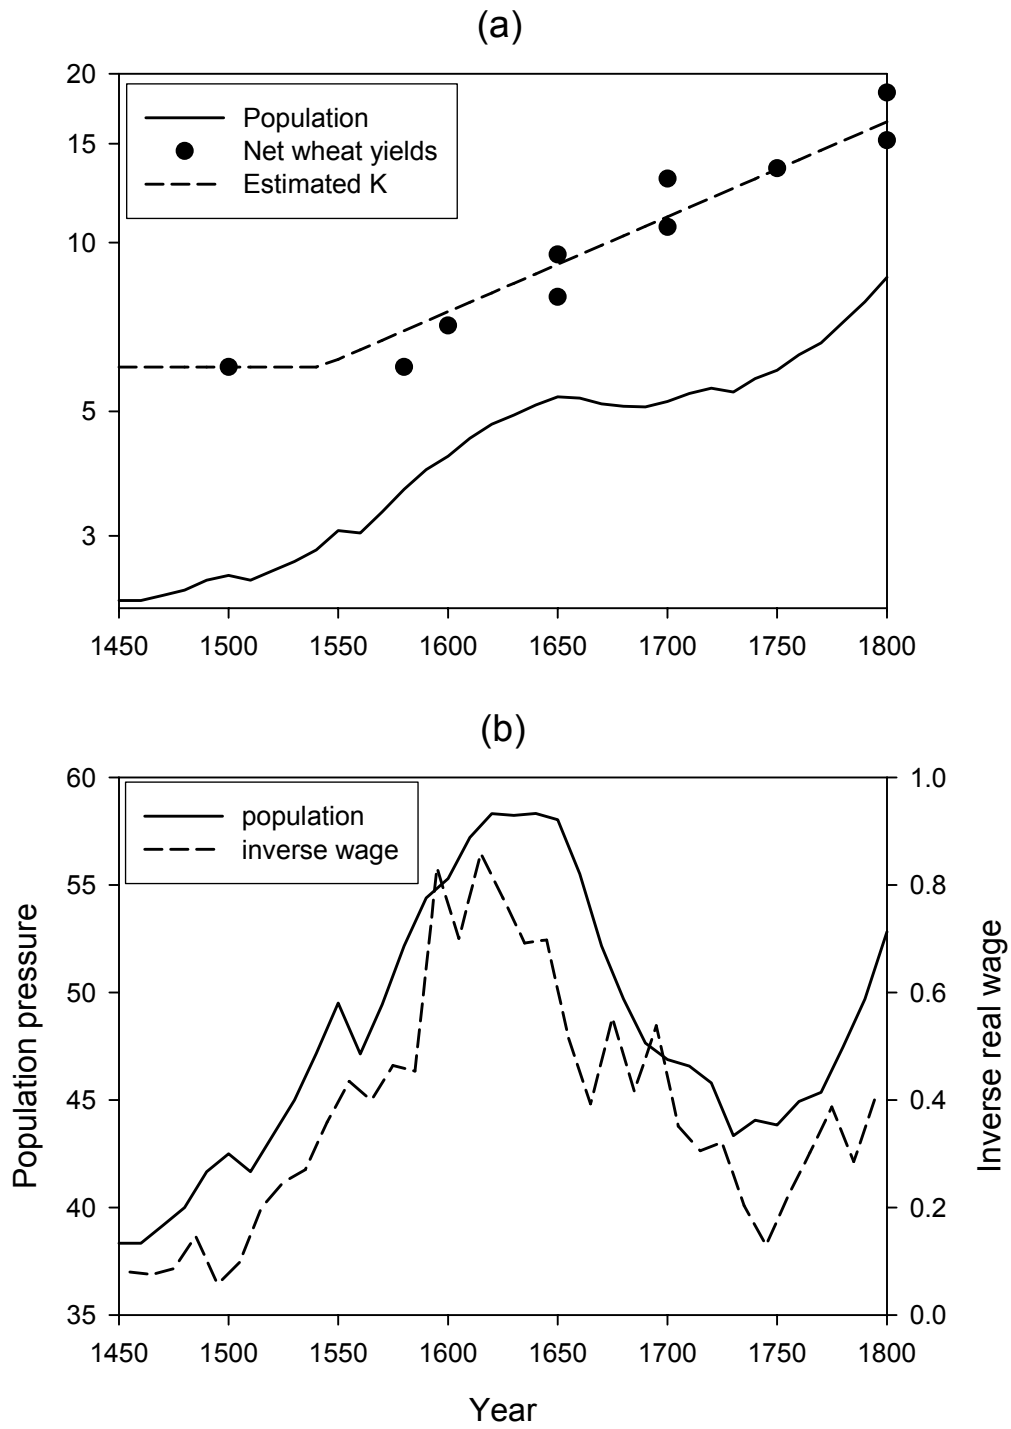 (a)
20
15
10
5
3
Population
Net wheat yields
Estimated K
1450 1500 1550 1600 1650 1700 1750 1800
(b)
60
55
50
45
40
35
Population pressure
population
inverse wage
1.0
0.8
0.6
0.4
0.2
0.0
Inverse real wage
1450 1500 1550 1600 1650 1700 1750 1800
Year